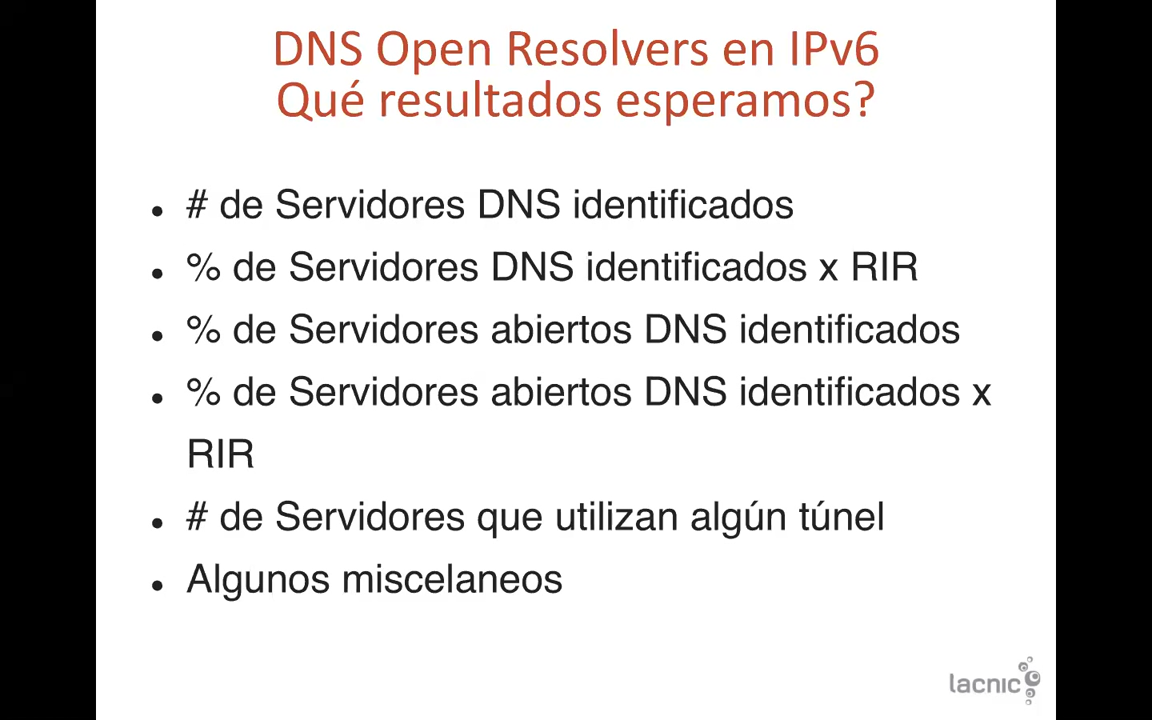 DNS Open Resolvers en IPv6
Qué resultados esperamos?
• # de Servidores DNS identificados
• % de Servidores DNS identificados x RIR
• % de Servidores abiertos DNS identificados
• % de Servidores abiertos DNS identificados x
RIR
• # de Servidores que utilizan algún túnel
• Algunos miscelaneos
lacnic